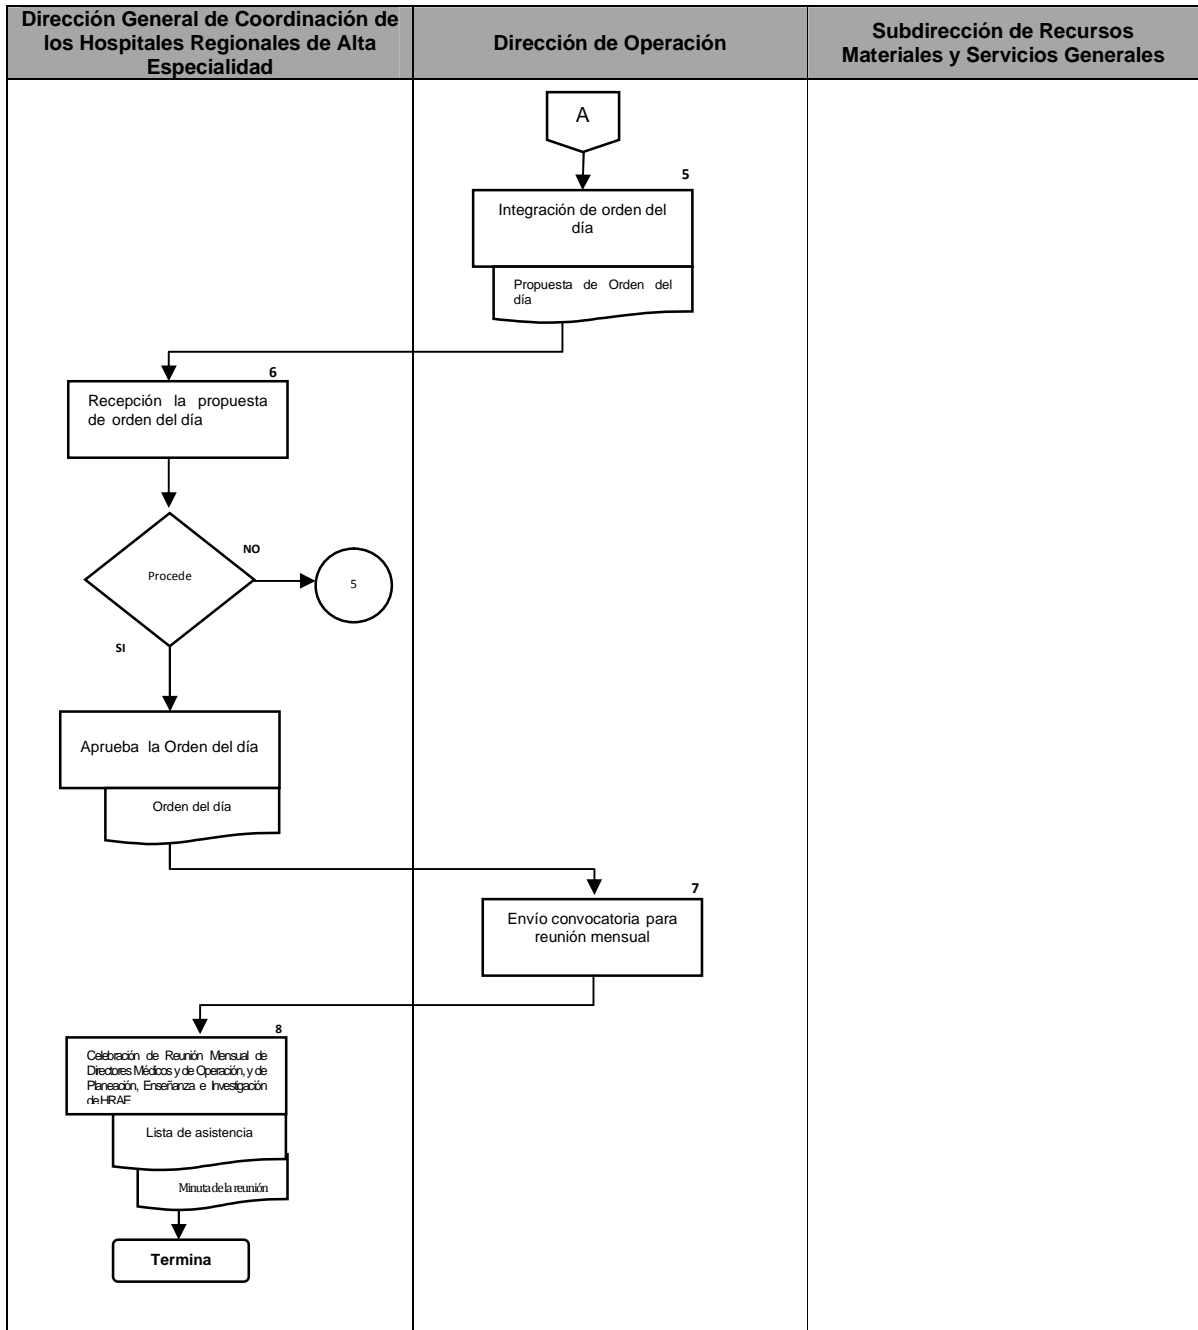 Dirección General de Coordinación de
los Hospitales Regionales de Alta
Especialidad
Dirección de Operación
Subdirección de Recursos
Materiales y Servicios Generales
A
5
Integración de orden del
día
Propuesta de Orden del
día
6
Recepción la propuesta
de orden del día
Procede
NO
5
SI
Aprueba la Orden del día
Orden del día
7
Envío convocatoria para
reunión mensual
8
Celebración de Reunión Mensual de
Directores Médicos y de Operación, y de
Planeación, Enseñanza e Investigación
de HRAE
Lista de asistencia
Minuta de la reunión
Termina